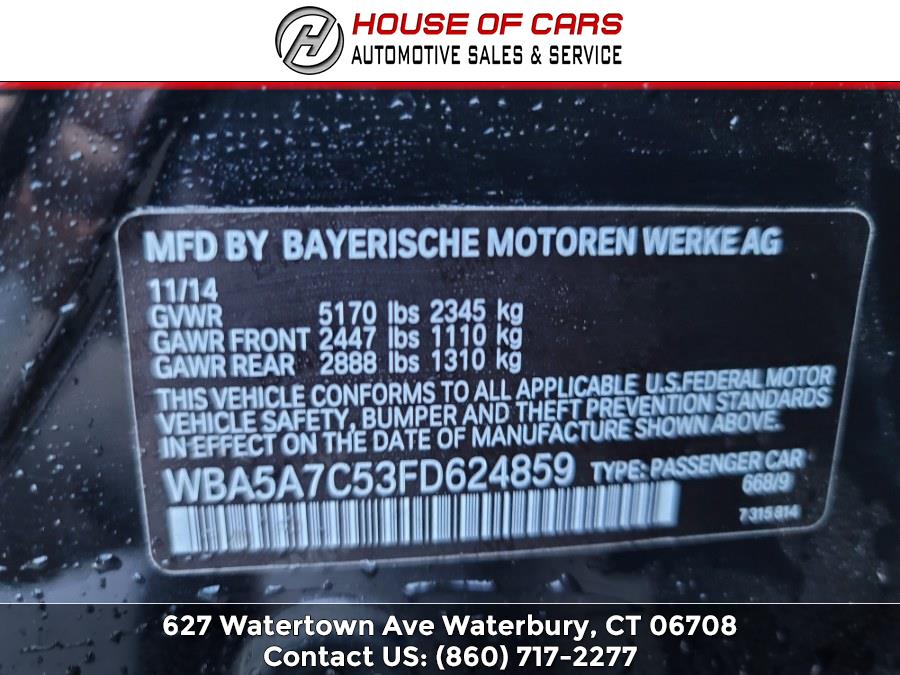 HOUSE OF CARS
AUTOMOTIVE SALES & SERVICE
MFD BY BAYERISCHE MOTOREN WERKE AG
11/14
GVWR 5170 lbs 2345 kg
GAWR FRONT 2447 lbs 1110 kg
GAWR REAR 2888 lbs 1310 kg
THIS VEHICLE CONFORMS TO ALL APPLICABLE U.S.FEDERAL MOTOR
VEHICLE SAFETY, BUMPER AND THEFT PREVENTION STANDARDS
IN EFFECT ON THE DATE OF MANUFACTURE SHOWN ABOVE.
WBA5A7C53FD624859 TYPE: PASSENGER CAR
668/9
7315814
627 Watertown Ave Waterbury, CT 06708
Contact US: (860) 717-2277